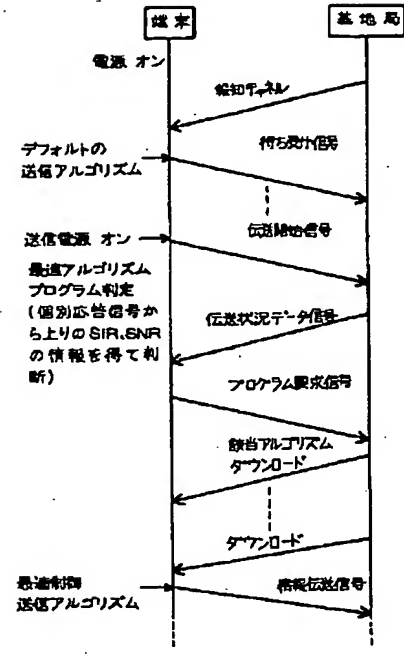 端末
基地局
電源 オン
報知チャネル
待ち受け信号
デフォルトの
送信アルゴリズム
伝送開始信号
送信電源 オン
最適アルゴリズム
プログラム判定
(個別応答信号か
ら上りのSIR、SNR
の情報を得て判
断)
伝送状況データ信号
プログラム要求信号
該当アルゴリズム
ダウンロード
ダウンロード
情報伝送信号
最適制御
送信アルゴリズム